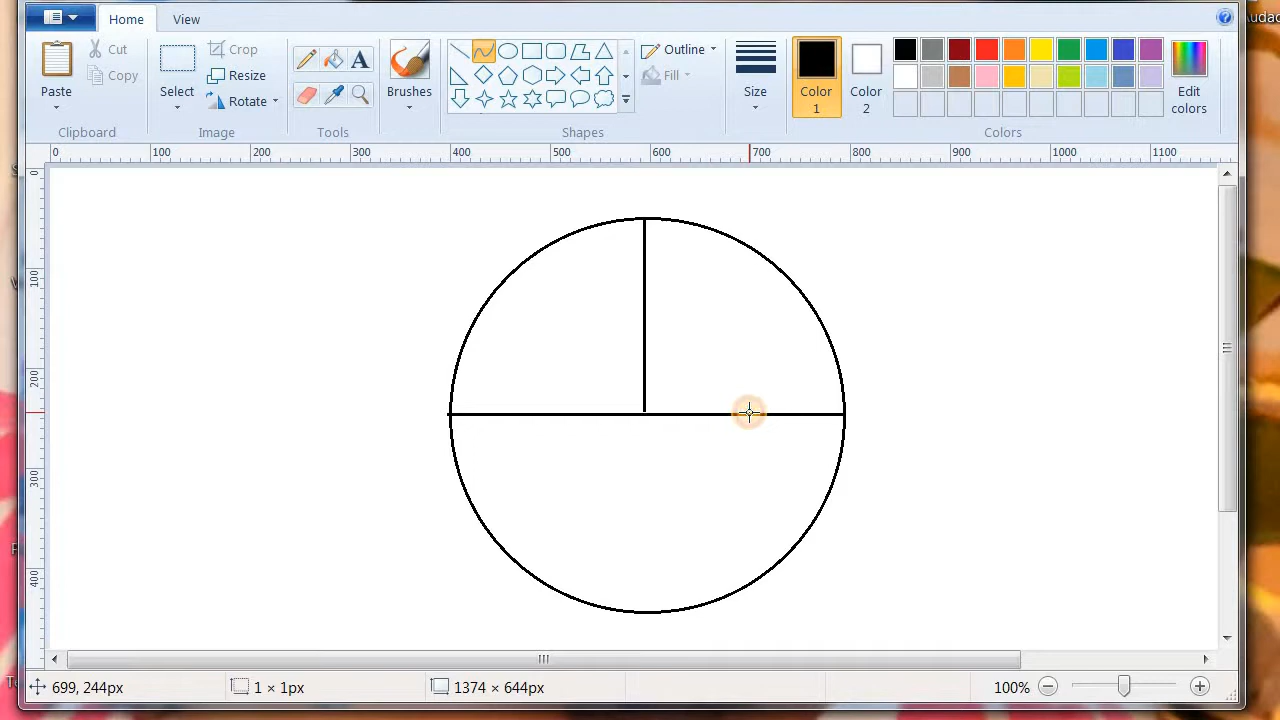 Home View
Paste
Cut
Copy
Clipboard
Select
Crop
Resize
Rotate
Image
A
Tools
Brushes
Outline
Fill
Shapes
Size
Color
1
Color
2
Edit
colors
Colors
0 100 200 300 400 500 600 700 800 900 1000 1100
0
100
200
300
400
699, 244px 1 × 1px 1374 × 644px 100%